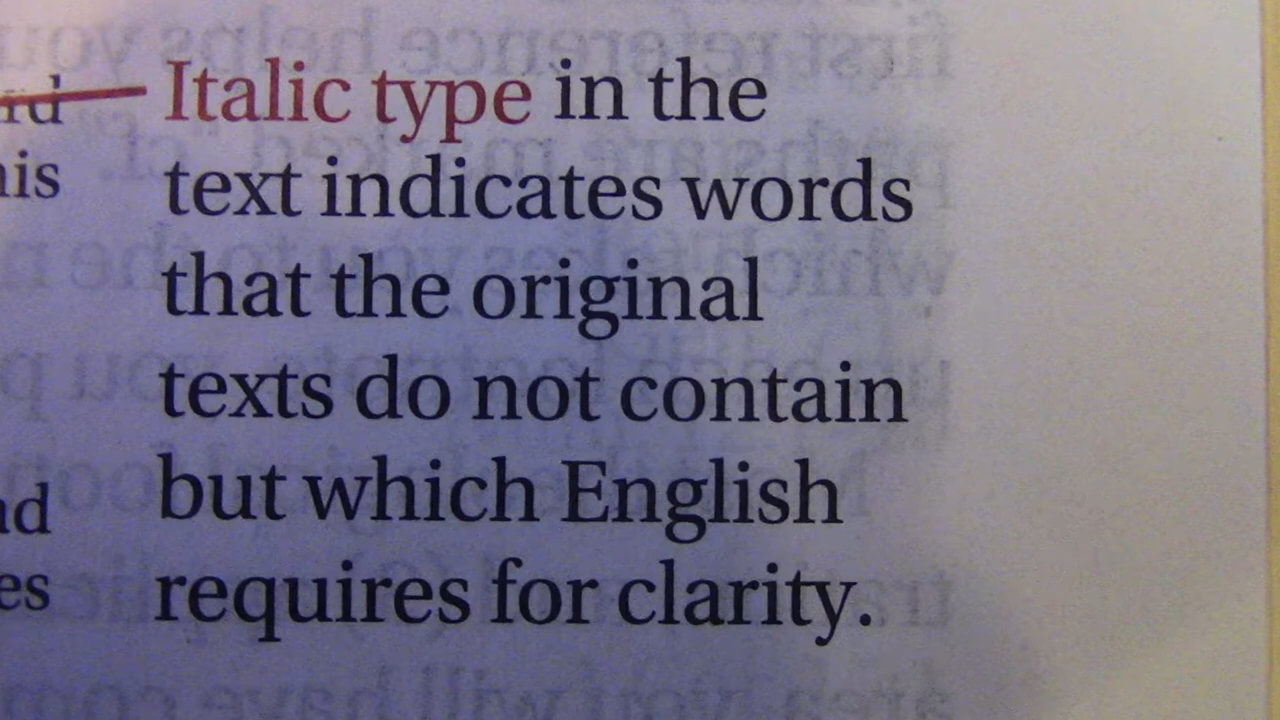 Italic type in the
text indicates words
that the original
texts do not contain
but which English
requires for clarity.